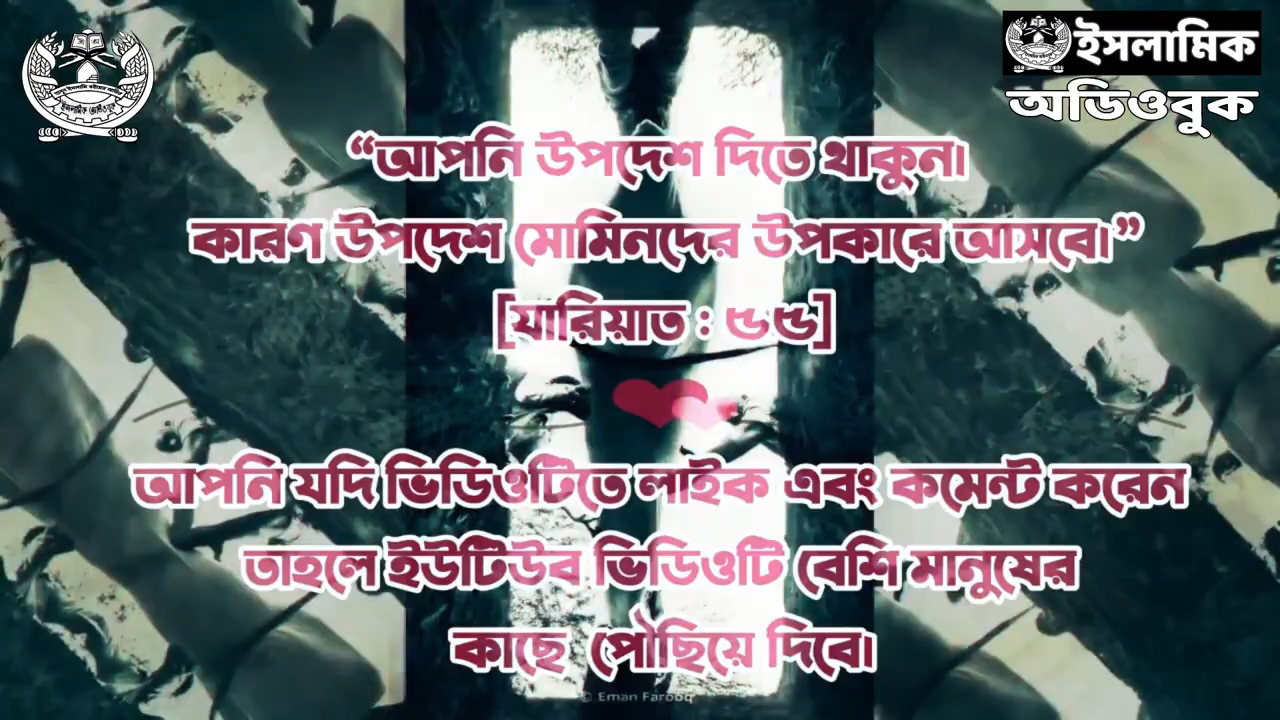 ইসলামিক
অডিওবুক
“আপনি উপদেশ দিতে থাকুন।
কারণ উপদেশ মোমিনদের উপকারে আসবে।”
[যারিয়াত : ৫৫]
আপনি যদি ভিডিওটিতে লাইক এবং কমেন্ট করেন
তাহলে ইউটিউব ভিডিওটি বেশি মানুষের
কাছে পৌছিয়ে দিবে।
© Eman Farooq